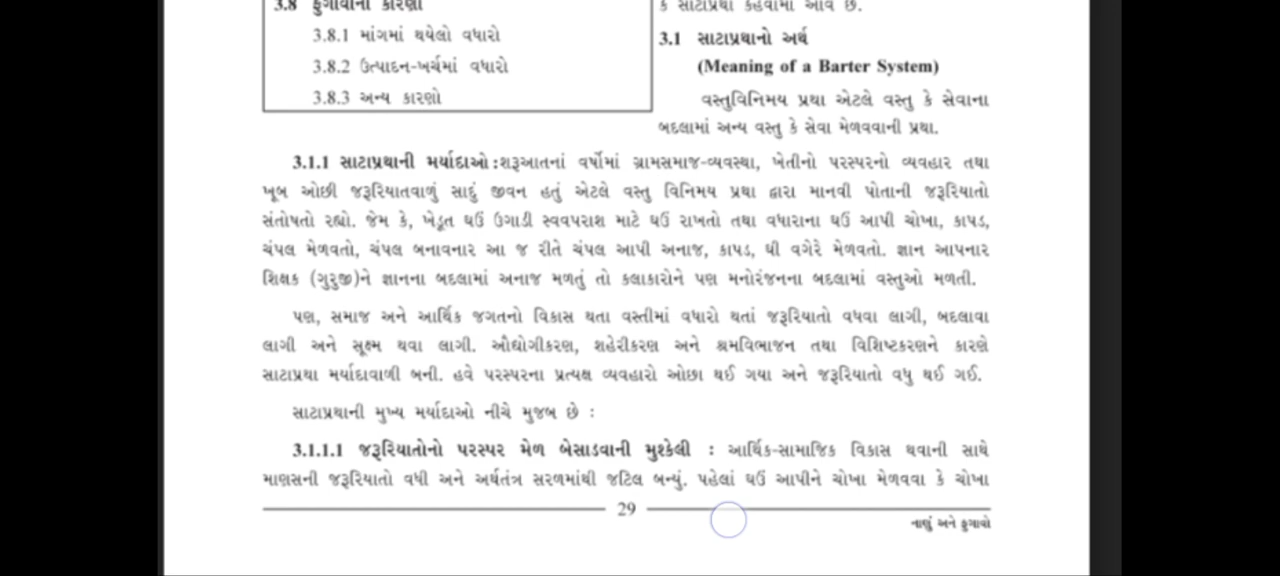 3.8 ફુગાવાનાં કારણો
3.8.1 માંગમાં થયેલો વધારો
3.8.2 ઉત્પાદન-ખર્ચમાં વધારો
3.8.3 અન્ય કારણો
કે સાટાપ્રથા કહેવામાં આવે છે.
3.1 સાટાપ્રથાનો અર્થ
(Meaning of a Barter System)
વસ્તુવિનિમય પ્રથા એટલે વસ્તુ કે સેવાના
બદલામાં અન્ય વસ્તુ કે સેવા મેળવવાની પ્રથા.
3.1.1 સાટાપ્રથાની મર્યાદાઓ :શરૂઆતનાં વર્ષોમાં ગ્રામસમાજ-વ્યવસ્થા, ખેતીનો પરસ્પરનો વ્યવહાર તથા
ખૂબ ઓછી જરૂરિયાતવાળું સાદું જીવન હતું એટલે વસ્તુ વિનિમય પ્રથા દ્વારા માનવી પોતાની જરૂરિયાતો
સંતોષતો રહ્યો. જેમ કે, ખેડૂત ઘઉં ઉગાડી સ્વવપરાશ માટે ઘઉં રાખતો તથા વધારાના ઘઉં આપી ચોખા, કાપડ,
ચંપલ મેળવતો, ચંપલ બનાવનાર આ જ રીતે ચંપલ આપી અનાજ, કાપડ, ઘી વગેરે મેળવતો. જ્ઞાન આપનાર
શિક્ષક (ગુરુજી)ને જ્ઞાનના બદલામાં અનાજ મળતું તો કલાકારોને પણ મનોરંજનના બદલામાં વસ્તુઓ મળતી.
પણ, સમાજ અને આર્થિક જગતનો વિકાસ થતા વસ્તીમાં વધારો થતાં જરૂરિયાતો વધવા લાગી, બદલાવા
લાગી અને સૂક્ષ્મ થવા લાગી. ઔદ્યોગીકરણ, શહેરીકરણ અને શ્રમવિભાજન તથા વિશિષ્ટકરણને કારણે
સાટાપ્રથા મર્યાદાવાળી બની. હવે પરસ્પરના પ્રત્યક્ષ વ્યવહારો ઓછા થઈ ગયા અને જરૂરિયાતો વધુ થઈ ગઈ.
સાટાપ્રથાની મુખ્ય મર્યાદાઓ નીચે મુજબ છે :
3.1.1.1 જરૂરિયાતોનો પરસ્પર મેળ બેસાડવાની મુશ્કેલી : આર્થિક-સામાજિક વિકાસ થવાની સાથે
માણસની જરૂરિયાતો વધી અને અર્થતંત્ર સરળમાંથી જટિલ બન્યું. પહેલાં ઘઉં આપીને ચોખા મેળવવા કે ચોખા
29
નાણું અને ફુગાવો